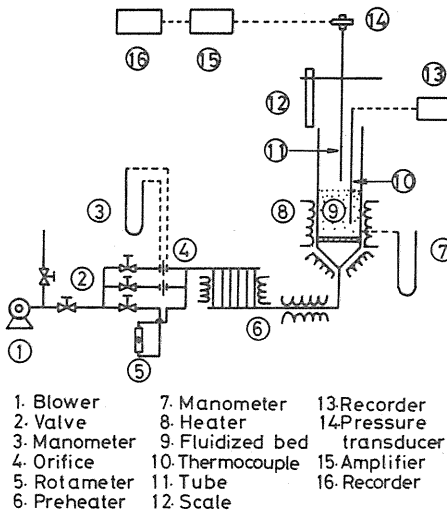 16 15 14
13
12
11 10
3 8 9
4 7
2
1 5 6
1. Blower 7. Manometer 13. Recorder
2. Valve 8. Heater 14. Pressure
3. Manometer 9. Fluidized bed transducer
4. Orifice 10. Thermocouple 15. Amplifier
5. Rotameter 11. Tube 16. Recorder
6. Preheater 12. Scale